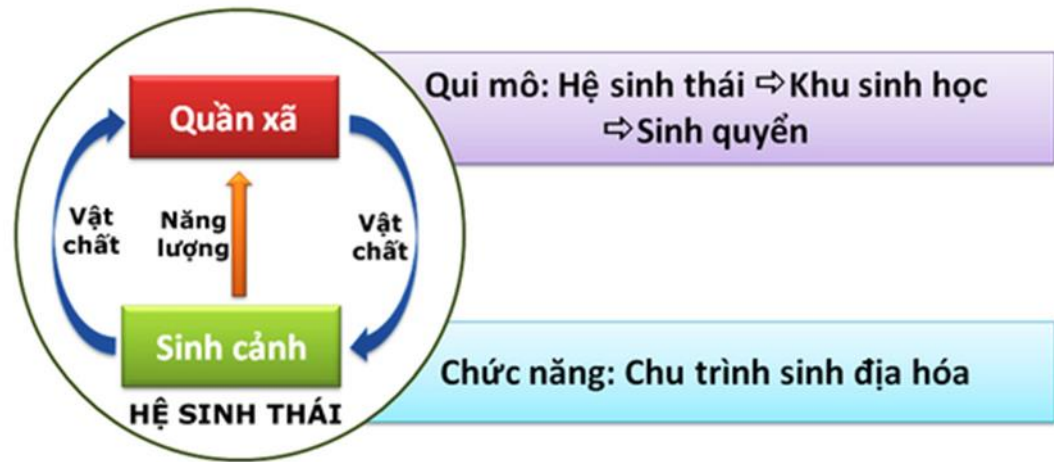 Quần xã
Vật
chất
Năng
lượng
Vật
chất
Sinh cảnh
HỆ SINH THÁI
Qui mô: Hệ sinh thái ⇨Khu sinh học
⇨Sinh quyển
Chức năng: Chu trình sinh địa hóa